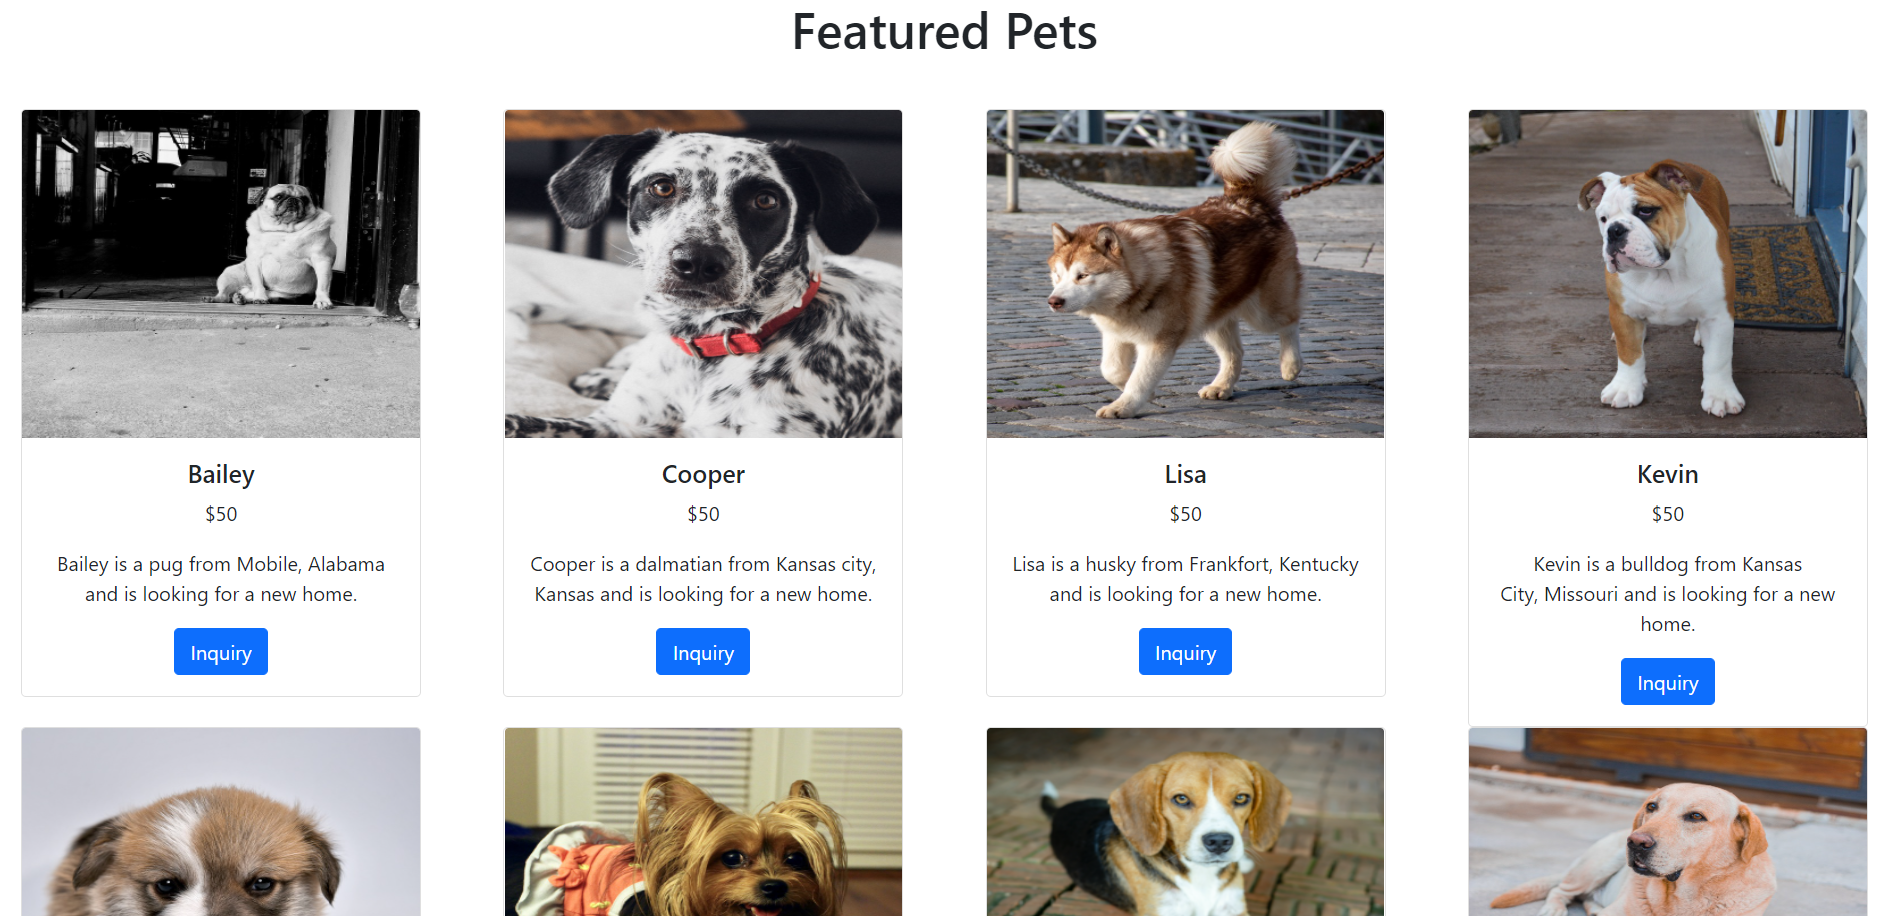 Featured Pets
Bailey
$50
Bailey is a pug from Mobile, Alabama
and is looking for a new home.
Inquiry
Cooper
$50
Cooper is a dalmatian from Kansas city,
Kansas and is looking for a new home.
Inquiry
Lisa
$50
Lisa is a husky from Frankfort, Kentucky
and is looking for a new home.
Inquiry
Kevin
$50
Kevin is a bulldog from Kansas
City, Missouri and is looking for a new
home.
Inquiry